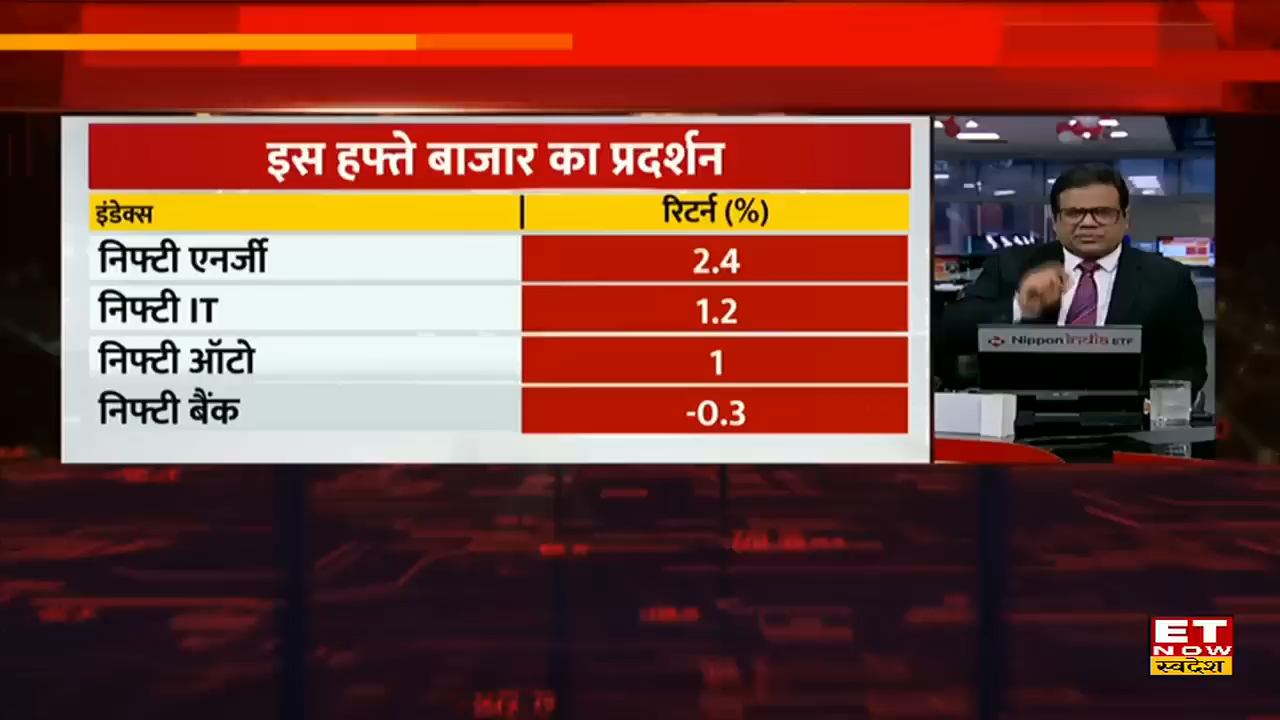 इस हफ्ते बाजार का प्रदर्शन
इंडेक्स | रिटर्न (%)
निफ्टी एनर्जी 2.4
निफ्टी IT 1.2
निफ्टी ऑटो 1
निफ्टी बैंक -0.3
Nippon india ETF
ET
NOW
स्वदेश